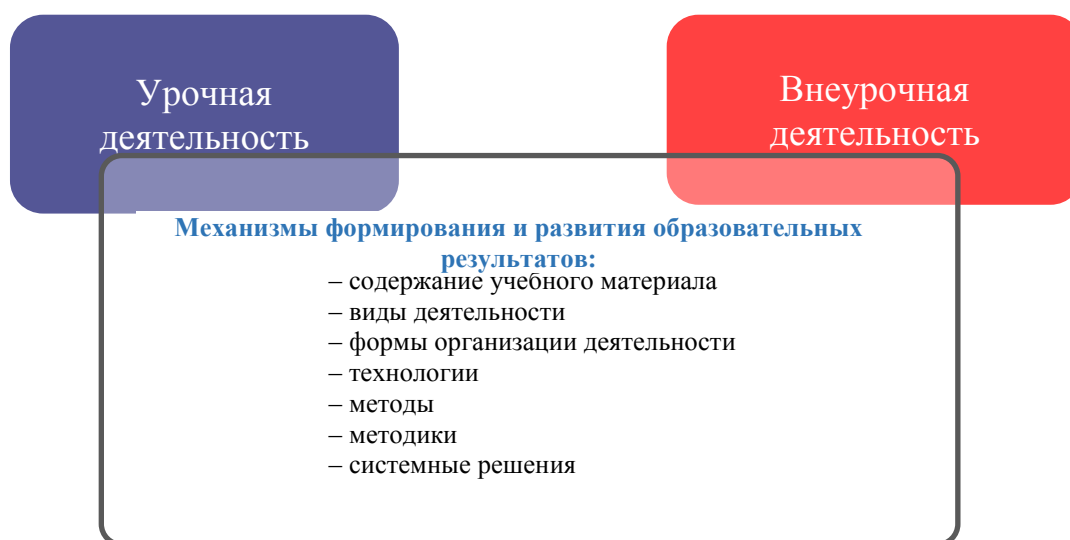 Урочная
деятельность
Внеурочная
деятельность
Механизмы формирования и развития образовательных
результатов:
– содержание учебного материала
– виды деятельности
– формы организации деятельности
– технологии
– методы
– методики
– системные решения